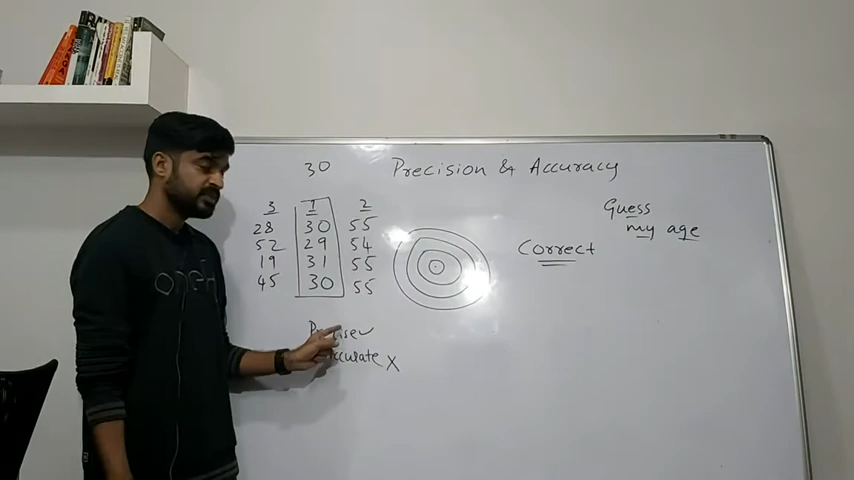 30 Precision & Accuracy
3 1 2
28 30 55
52 29 54
19 31 55
45 30 55
Correct
Guess
my age
✓
X